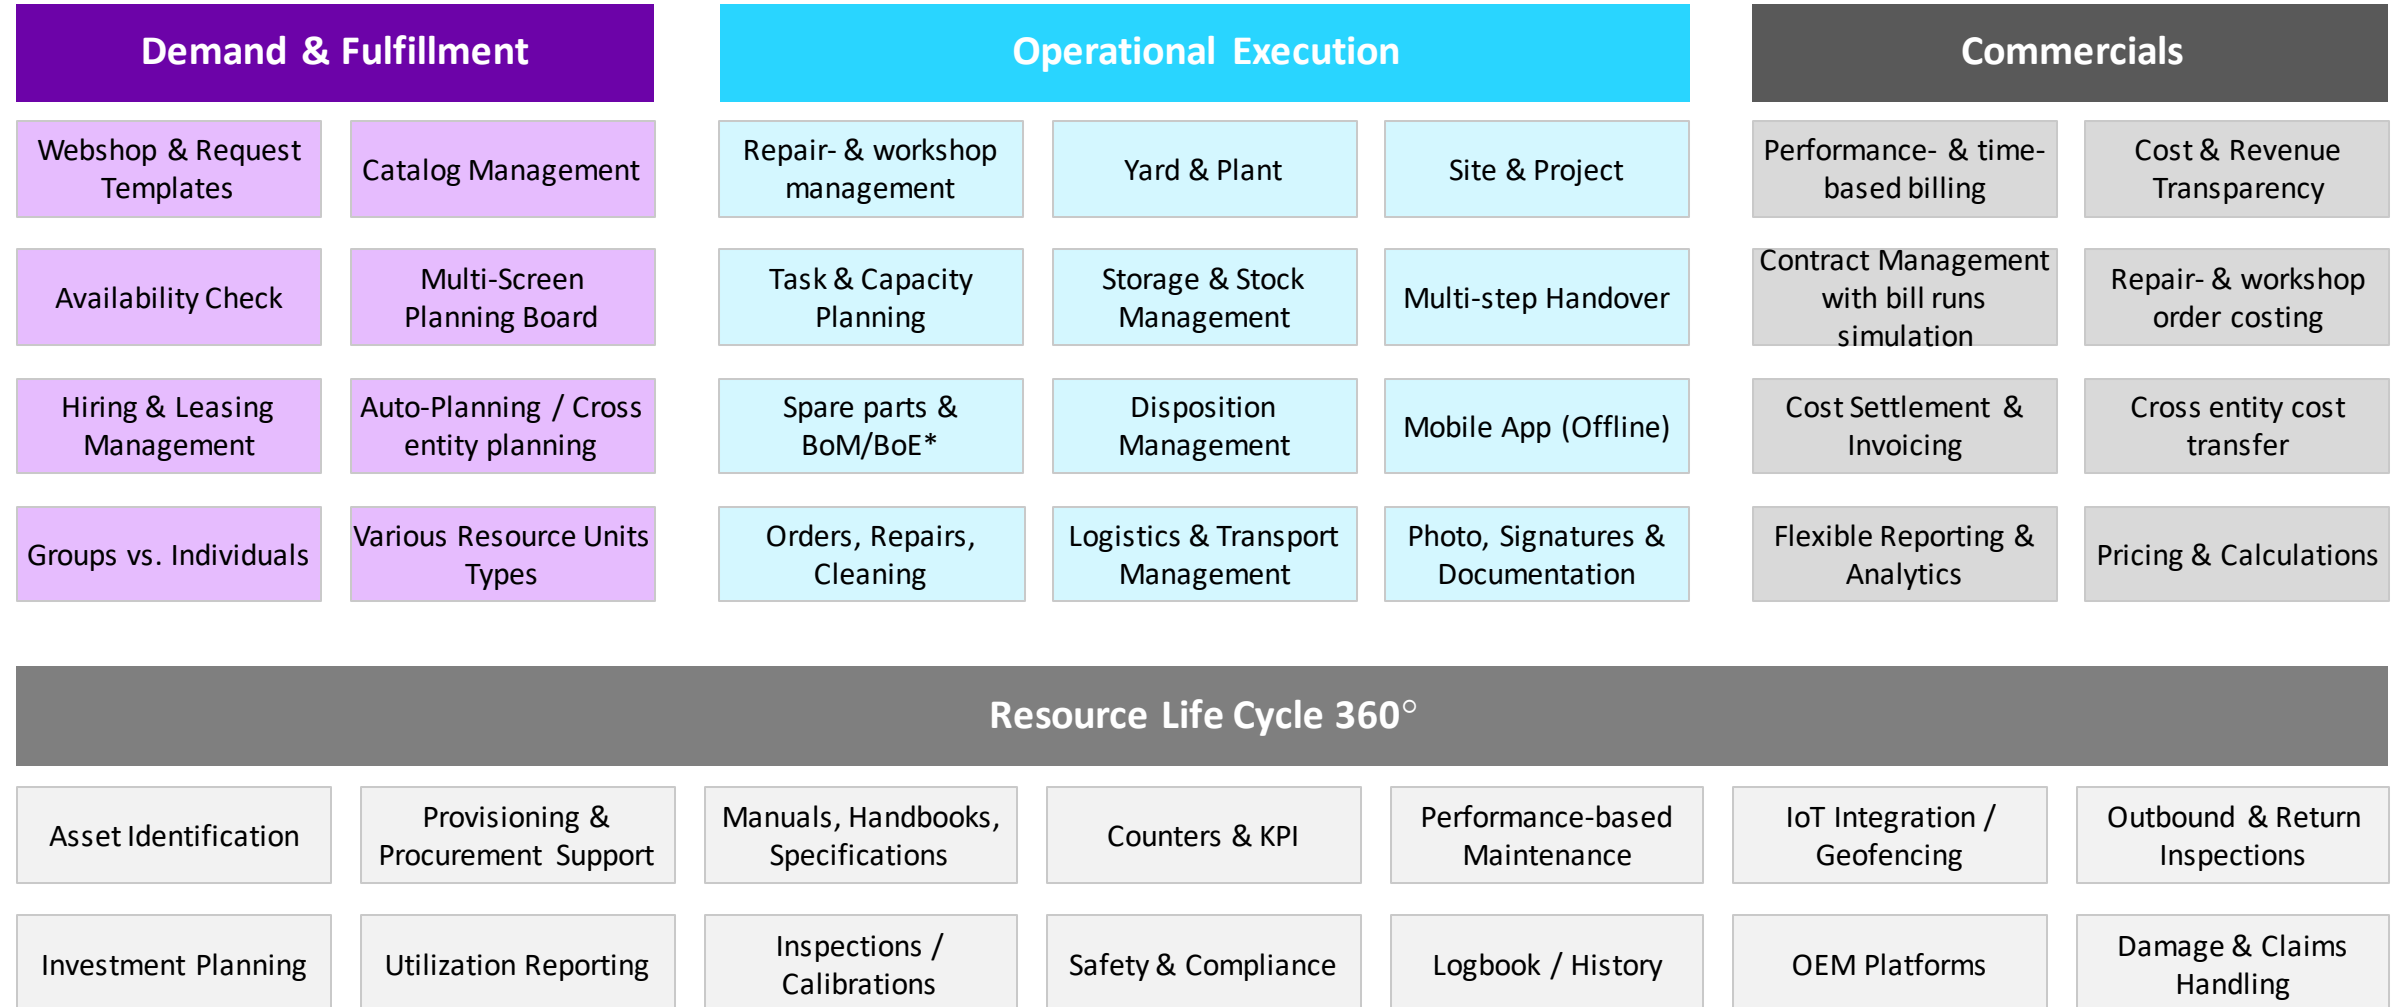 Demand & Fulfillment
Webshop & Request
Templates
Catalog Management
Availability Check
Multi-Screen
Planning Board
Hiring & Leasing
Management
Auto-Planning / Cross
entity planning
Groups vs. Individuals
Various Resource Units
Types
Operational Execution
Repair- & workshop
management
Yard & Plant
Site & Project
Task & Capacity
Planning
Storage & Stock
Management
Multi-step Handover
Spare parts &
BoM/BoE*
Disposition
Management
Mobile App (Offline)
Orders, Repairs,
Cleaning
Logistics & Transport
Management
Photo, Signatures &
Documentation
Commercials
Performance- & time-
based billing
Cost & Revenue
Transparency
Contract Management
with bill runs
simulation
Repair- & workshop
order costing
Cost Settlement &
Invoicing
Cross entity cost
transfer
Flexible Reporting &
Analytics
Pricing & Calculations
Resource Life Cycle 360°
Asset Identification
Provisioning &
Procurement Support
Manuals, Handbooks,
Specifications
Counters & KPI
Performance-based
Maintenance
IoT Integration /
Geofencing
Outbound & Return
Inspections
Investment Planning
Utilization Reporting
Inspections /
Calibrations
Safety & Compliance
Logbook / History
OEM Platforms
Damage & Claims
Handling